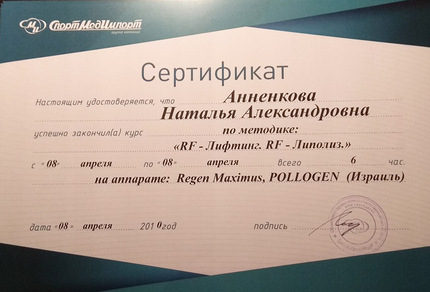 СпортМедИмпорт
Сертификат
Настоящим удостоверяется, что Анненкова
Наталья Александровна
успешно закончил(а) курс по методике:
«RF - Лифтинг. RF - Липолиз.»
с «08» апреля по «08» апреля всего 6 час.
на аппарате: Regen Maximus, POLLOGEN (Израиль)
дата «08» апреля 2010 год подпись